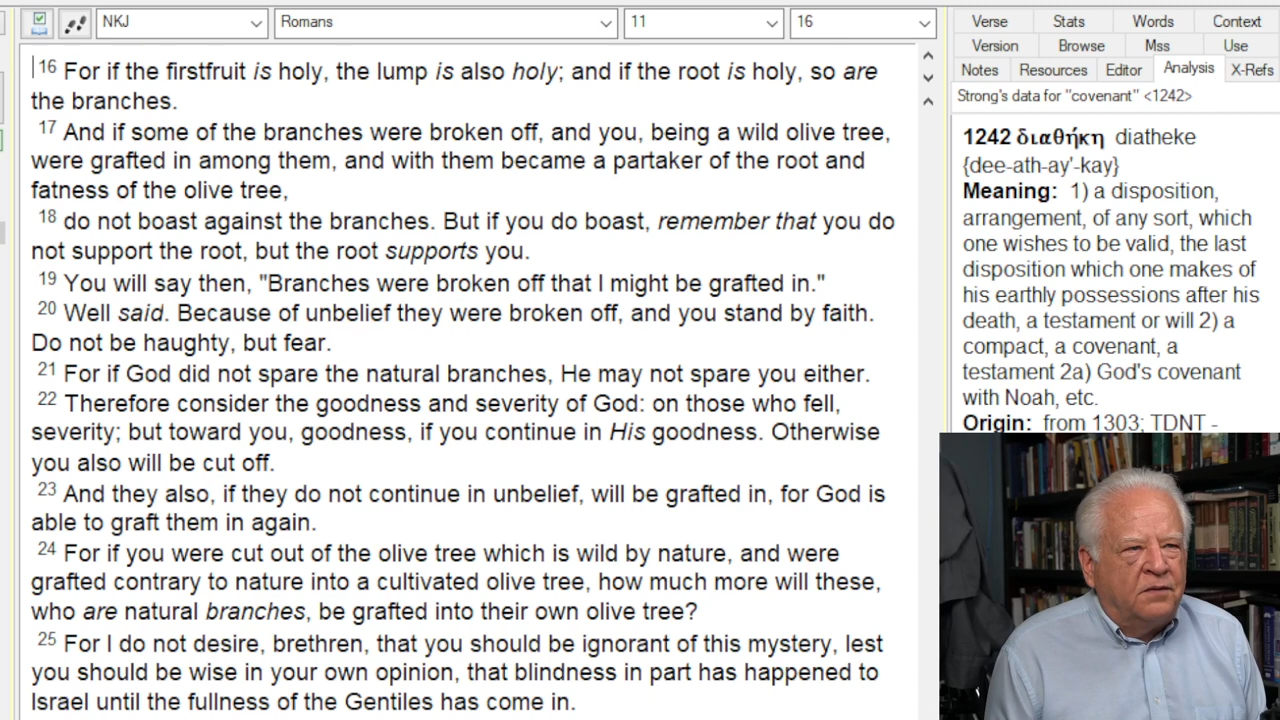 NKJ
Romans
11
16
Verse
Stats
Words
Context
Version
Browse
Mss
Use
Notes
Resources
Editor
Analysis
X-Refs
16 For if the firstfruit is holy, the lump is also holy; and if the root is holy, so are
the branches.
17 And if some of the branches were broken off, and you, being a wild olive tree,
were grafted in among them, and with them became a partaker of the root and
fatness of the olive tree,
18 do not boast against the branches. But if you do boast, remember that you do
not support the root, but the root supports you.
19 You will say then, "Branches were broken off that I might be grafted in."
20 Well said. Because of unbelief they were broken off, and you stand by faith.
Do not be haughty, but fear.
21 For if God did not spare the natural branches, He may not spare you either.
22 Therefore consider the goodness and severity of God: on those who fell,
severity; but toward you, goodness, if you continue in His goodness. Otherwise
you also will be cut off.
23 And they also, if they do not continue in unbelief, will be grafted in, for God is
able to graft them in again.
24 For if you were cut out of the olive tree which is wild by nature, and were
grafted contrary to nature into a cultivated olive tree, how much more will these,
who are natural branches, be grafted into their own olive tree?
25 For I do not desire, brethren, that you should be ignorant of this mystery, lest
you should be wise in your own opinion, that blindness in part has happened to
Israel until the fullness of the Gentiles has come in.
Strong's data for "covenant" <1242>
1242 διαθήκη diatheke
{dee-ath-ay'-kay}
Meaning: 1) a disposition,
arrangement, of any sort, which
one wishes to be valid, the last
disposition which one makes of
his earthly possessions after his
death, a testament or will 2) a
compact, a covenant, a
testament 2a) God's covenant
with Noah, etc.
Origin: from 1303; TDNT -